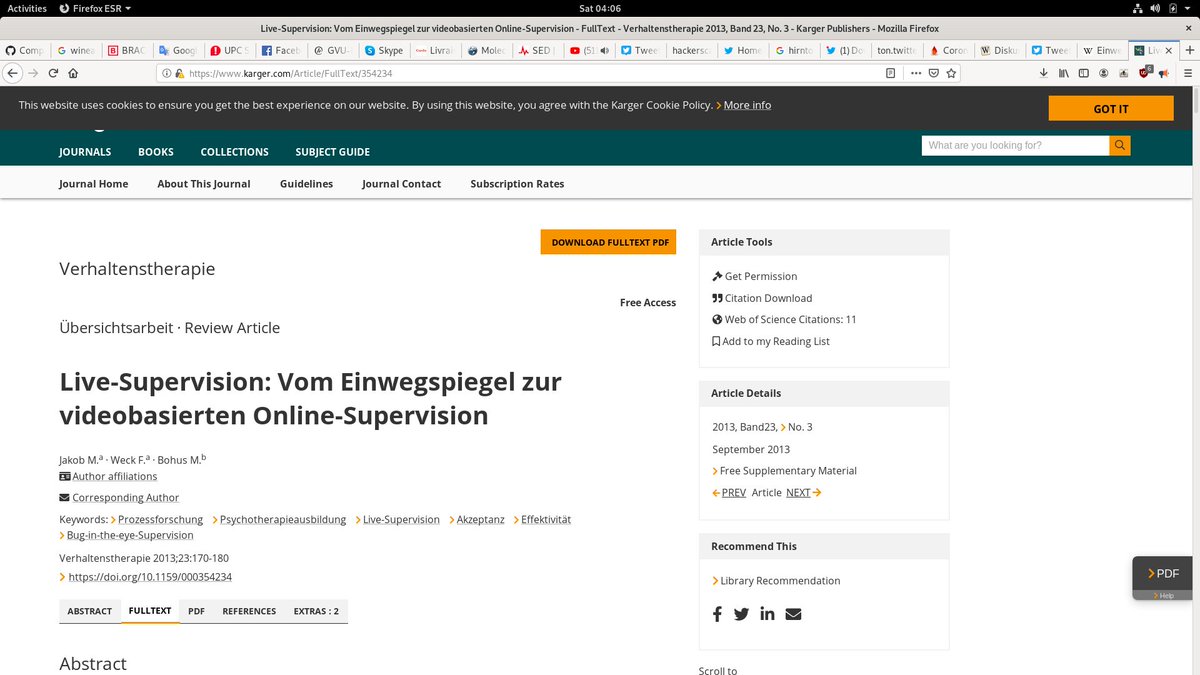 Activities Firefox ESR Sat 04:06
Live-Supervision: Vom Einwegspiegel zur videobasierten Online-Supervision - FullText - Verhaltenstherapie 2013, Band 23, No. 3 - Karger Publishers - Mozilla Firefox
Comp winea BRAC Googl UPC S Faceb GVU- Skype Livrai Molec SED (51) Tweet hackersc Home hirnto (1) Do ton.twitt Coron Disku Tweet Einwe Liv
https://www.karger.com/Article/FullText/354234 6
This website uses cookies to ensure you get the best experience on our website. By using this website, you agree with the Karger Cookie Policy. More info
GOT IT
JOURNALS BOOKS COLLECTIONS SUBJECT GUIDE
What are you looking for?
Journal Home About This Journal Guidelines Journal Contact Subscription Rates
DOWNLOAD FULLTEXT PDF
Verhaltenstherapie
Free Access
Übersichtsarbeit · Review Article
Live-Supervision: Vom Einwegspiegel zur
videobasierten Online-Supervision
Jakob M.a · Weck F.a · Bohus M.b
Author affiliations
Corresponding Author
Keywords: Prozessforschung Psychotherapieausbildung Live-Supervision Akzeptanz Effektivität
Bug-in-the-eye-Supervision
Verhaltenstherapie 2013;23:170-180
https://doi.org/10.1159/000354234
ABSTRACT FULLTEXT PDF REFERENCES EXTRAS : 2
Abstract
Article Tools
Get Permission
Citation Download
Web of Science Citations: 11
Add to my Reading List
Article Details
2013, Band23, No. 3
September 2013
Free Supplementary Material
PREV Article NEXT
Recommend This
Library Recommendation
Scroll to
PDF
Help